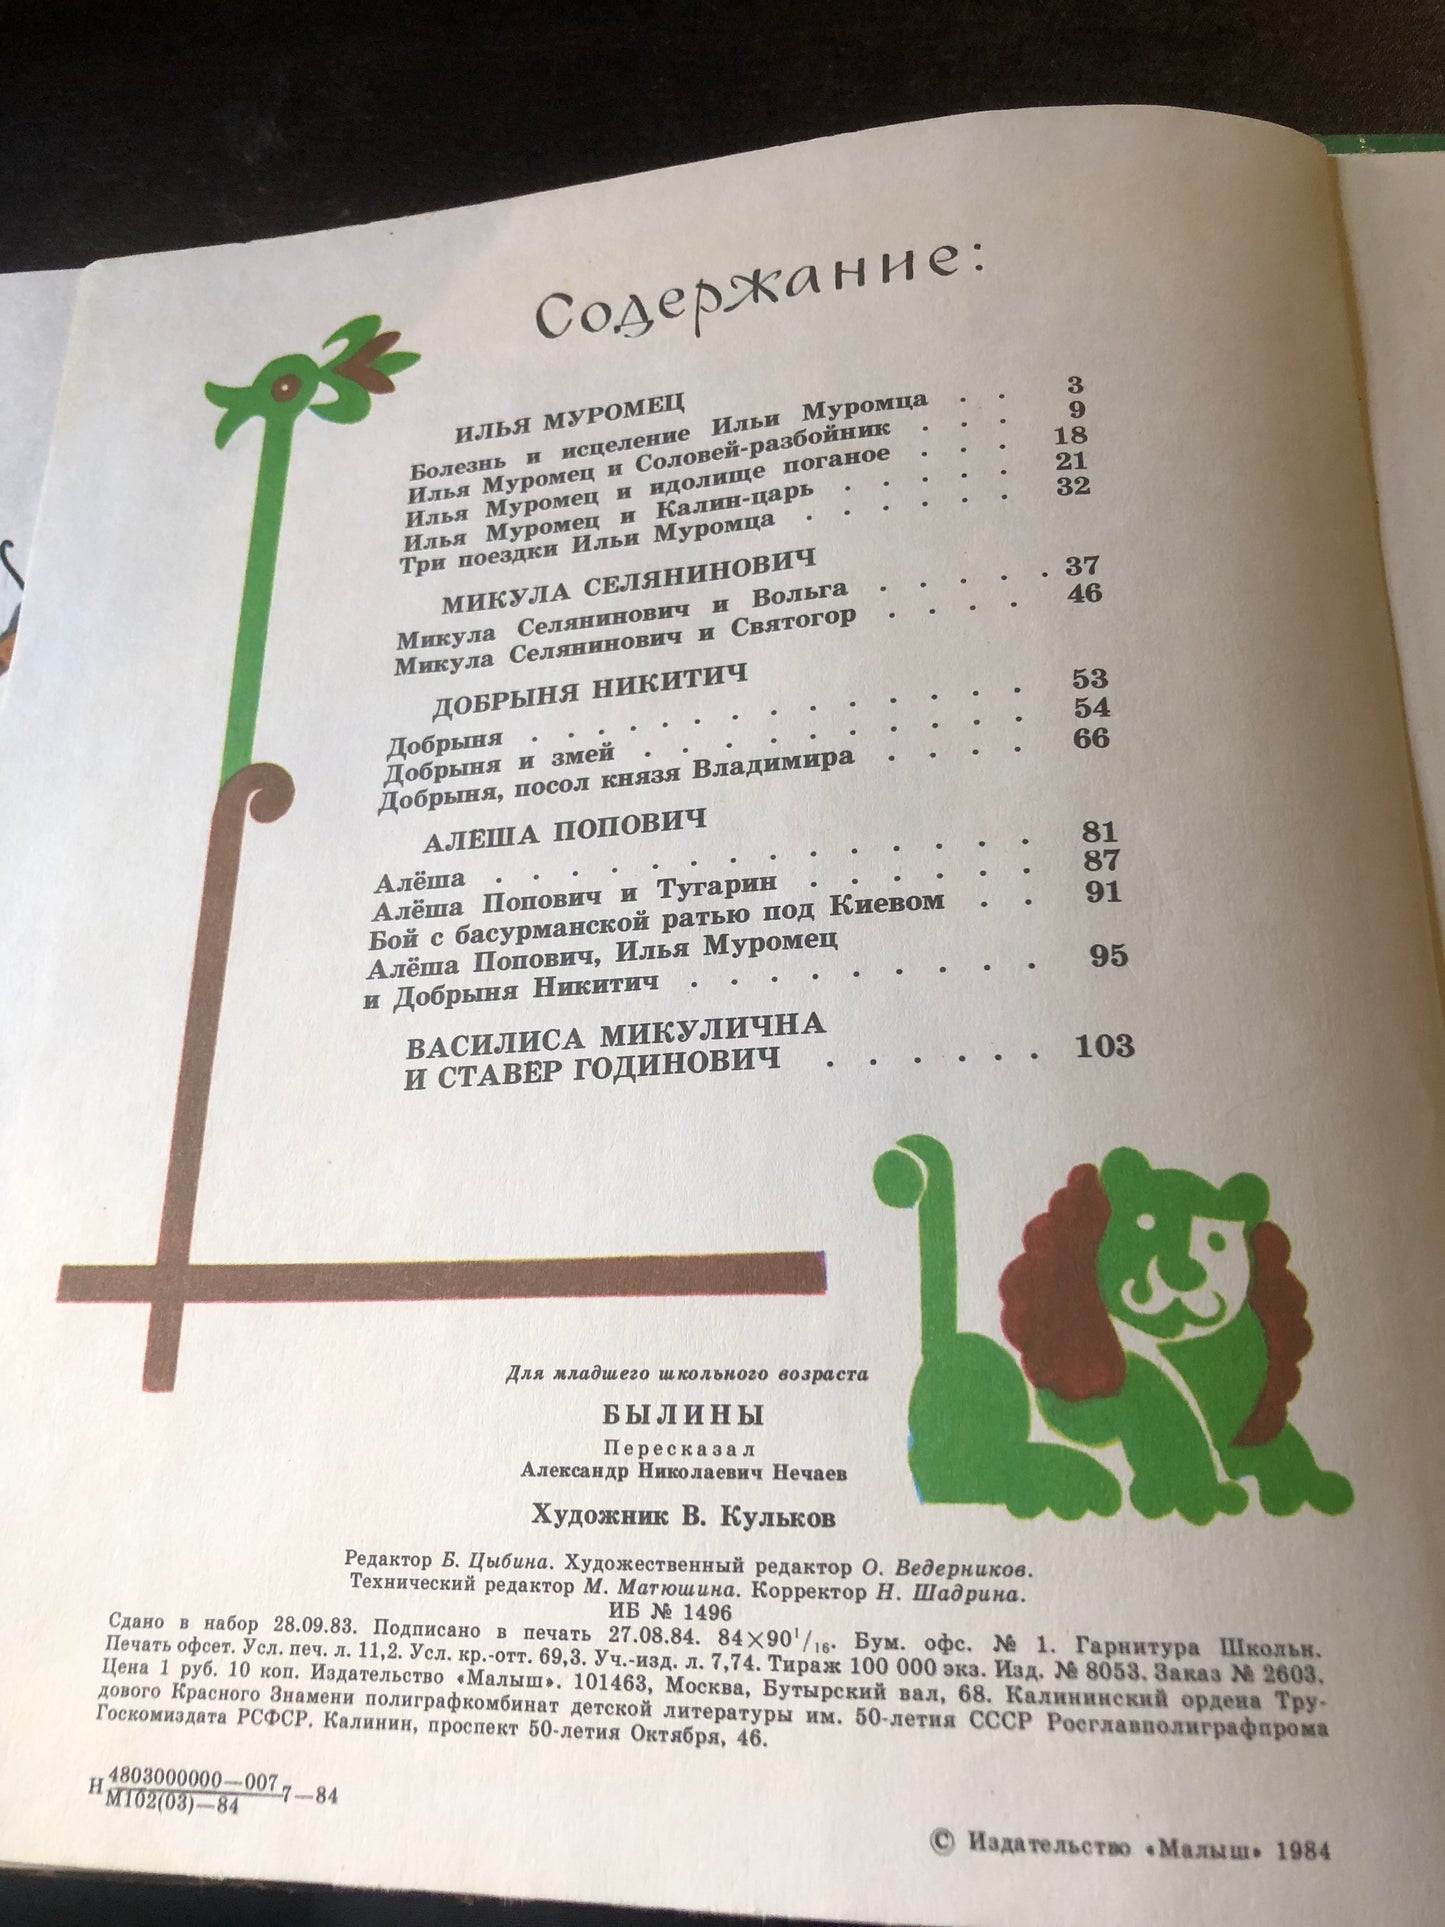 Содержание:
ИЛЬЯ МУРОМЕЦ
Болезнь и исцеление Ильи Муромца . . 3
Илья Муромец и Соловей-разбойник . . . 9
Илья Муромец и идолище поганое . . . 18
Илья Муромец и Калин-царь . . . . . 21
Три поездки Ильи Муромца . . . . . . 32
МИКУЛА СЕЛЯНИНОВИЧ
Микула Селянинович и Вольга . . . . . 37
Микула Селянинович и Святогор . . . . 46
ДОБРЫНЯ НИКИТИЧ
Добрыня . . . . . . . . . . . . 53
Добрыня и змей . . . . . . . . . 54
Добрыня, посол князя Владимира . . . . 66
АЛЁША ПОПОВИЧ
Алёша . . . . . . . . . . . . . 81
Алёша Попович и Тугарин . . . . . . 87
Бой с басурманской ратью под Киевом . . 91
Алёша Попович, Илья Муромец
и Добрыня Никитич . . . . . . . . . 95
ВАСИЛИСА МИКУЛИЧНА
И СТАВЁР ГОДИНОВИЧ . . . . . . 103
Для младшего школьного возраста
БЫЛИНЫ
Пересказал
Александр Николаевич Нечаев
Художник В. Кульков
Редактор Б. Цыбина. Художественный редактор О. Ведерников.
Технический редактор М. Матюшина. Корректор Н. Шадрина.
ИБ № 1496
Сдано в набор 28.09.83. Подписано в печать 27.08.84. 84×90¹/₁₆. Бум. офс. № 1. Гарнитура Школьн.
Печать офсет. Усл. печ. л. 11,2. Усл. кр.-отт. 69,3. Уч.-изд. л. 7,74. Тираж 100 000 экз. Изд. № 8053. Заказ № 2603.
Цена 1 руб. 10 коп. Издательство «Малыш». 101463, Москва, Бутырский вал, 68. Калининский ордена Тру-
дового Красного Знамени полиграфкомбинат детской литературы им. 50-летия СССР Росглавполиграфпрома
Госкомиздата РСФСР. Калинин, проспект 50-летия Октября, 46.
Н 4803000000—007 7—84
М102(03)—84
© Издательство «Малыш» 1984